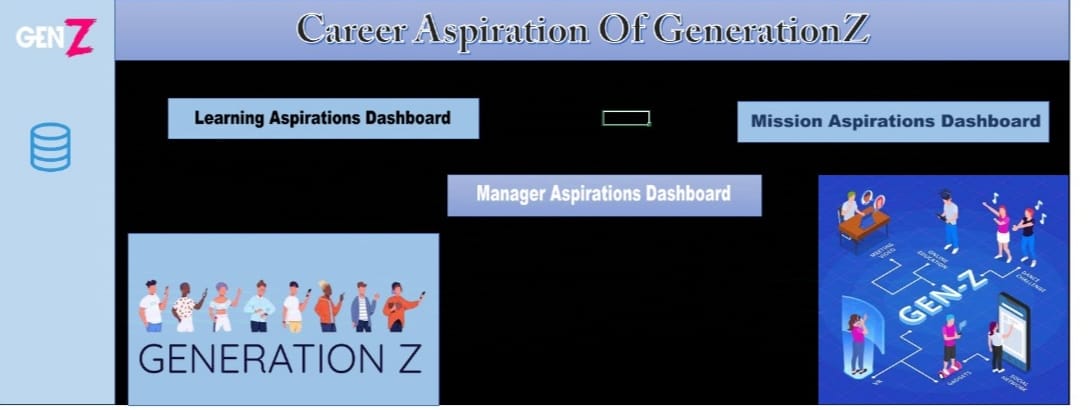 GEN Z
Career Aspiration Of GenerationZ
Learning Aspirations Dashboard
Mission Aspirations Dashboard
Manager Aspirations Dashboard
GENERATION Z
MEETING
VIDEO
ONLINE
EDUCATION
DANCE
CHALLENGE
GEN-Z
VR
GADGETS
SOCIAL
NETWORK